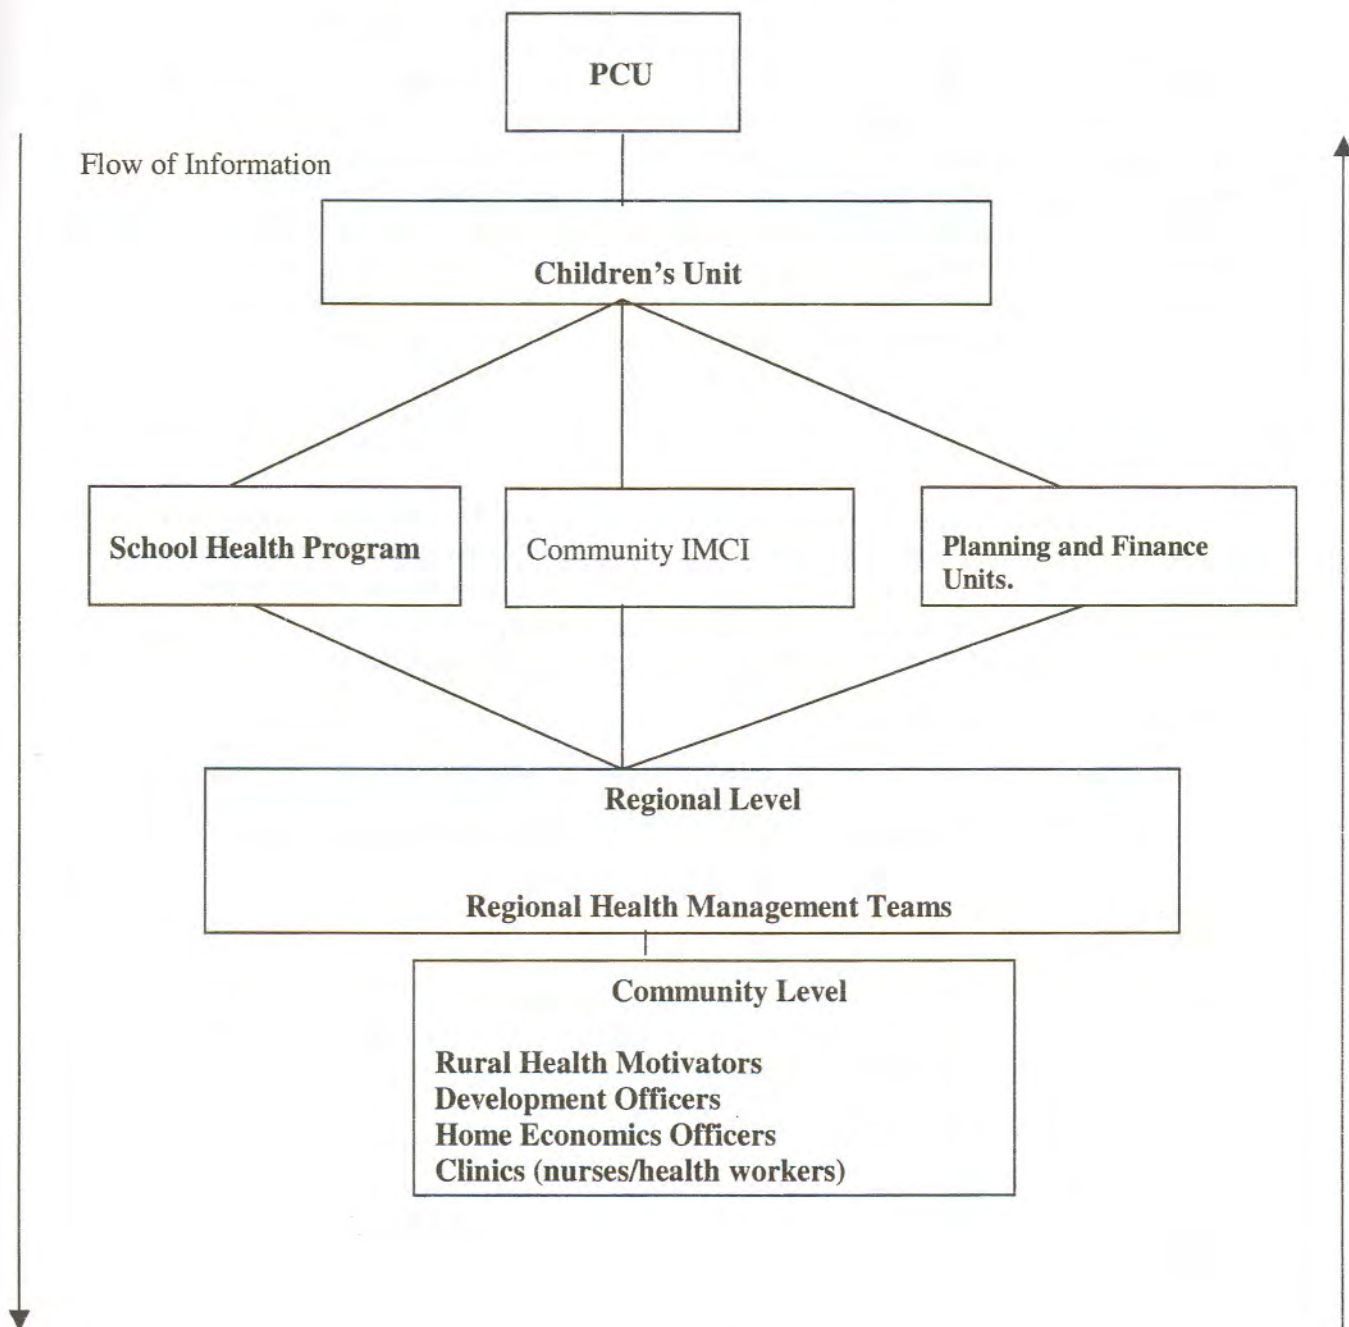 PCU
Flow of Information
Children's Unit
School Health Program
Community IMCI
Planning and Finance
Units.
Regional Level
Regional Health Management Teams
Community Level
Rural Health Motivators
Development Officers
Home Economics Officers
Clinics (nurses/health workers)